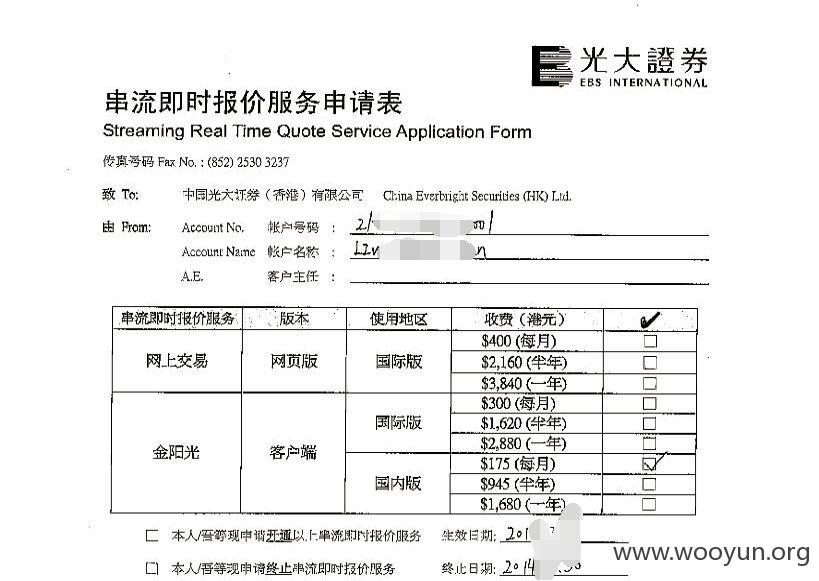 光大證券
EBS INTERNATIONAL
串流即时报价服务申请表
Streaming Real Time Quote Service Application Form
传真号码 Fax No. : (852) 2530 3237
致 To: 中国光大证券（香港）有限公司 China Everbright Securities (HK) Ltd.
由 From: Account No. 帐户号码 :
Account Name 帐户名称 :
A.E. 客户主任 :
串流即时报价服务 版本 使用地区 收费（港元） ✓
网上交易 网页版 国际版
$400 (每月) □
$2,160 (半年) □
$3,840 (一年) □
金阳光 客户端
国际版
$300 (每月) □
$1,620 (半年) □
$2,880 (一年) □
国内版
$175 (每月) ☑
$945 (半年) □
$1,680 (一年) □
□ 本人/吾等现申请开通以上串流即时报价服务 生效日期:
□ 本人/吾等现申请终止串流即时报价服务 终止日期: 2014
www.wooyun.org